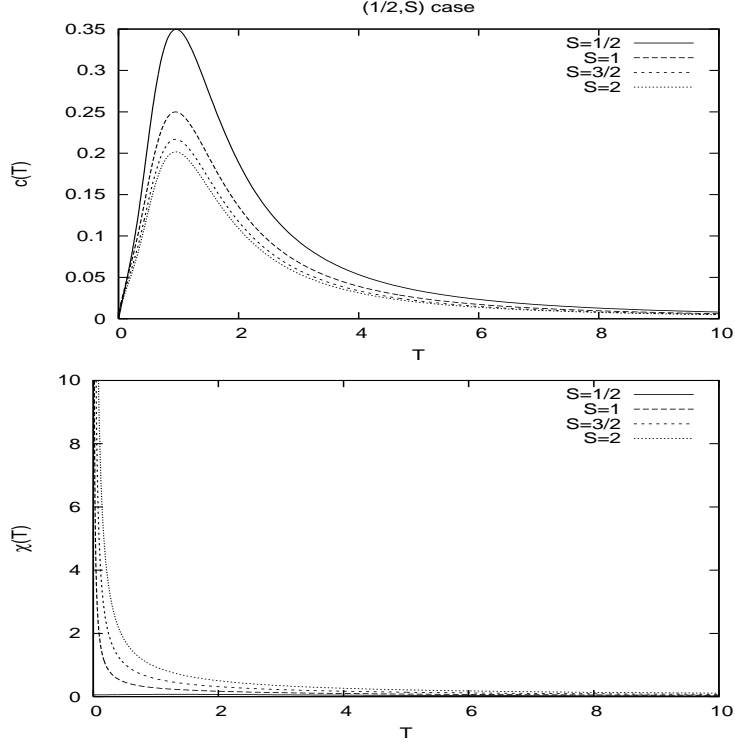 (1/2,S) case
c(T)
0.35
0.3
0.25
0.2
0.15
0.1
0.05
0
S=1/2
S=1
S=3/2
S=2
0 2 4 6 8 10
T
χ(T)
10
8
6
4
2
0
S=1/2
S=1
S=3/2
S=2
0 2 4 6 8 10
T